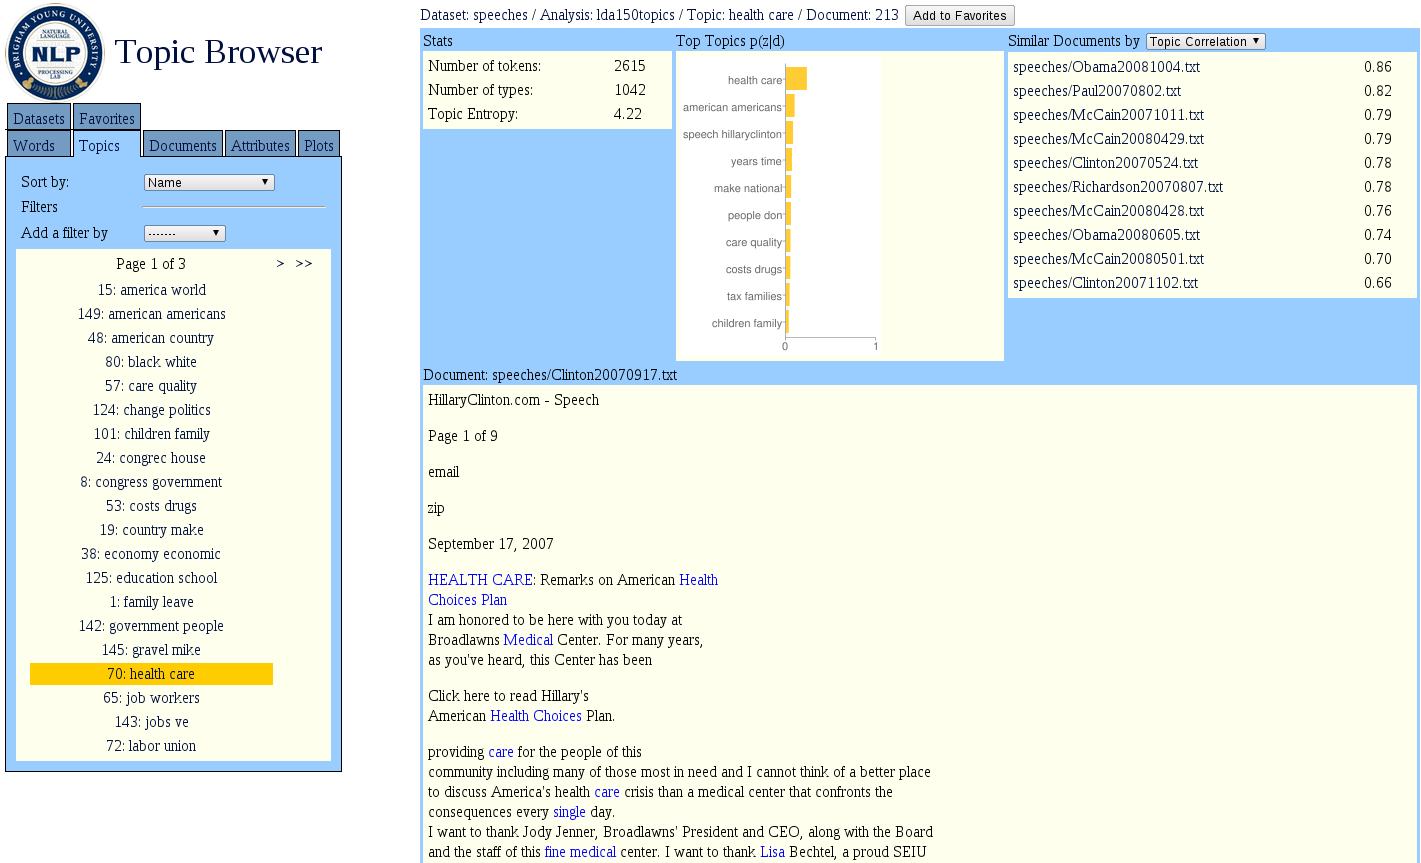 BRIGHAM YOUNG UNIVERSITY
NATURAL LANGUAGE
NLP
PROCESSING LAB
Topic Browser
Datasets Favorites
Words Topics Documents Attributes Plots
Sort by: Name
Filters
Add a filter by -------
Page 1 of 3 > >>
15: america world
149: american americans
48: american country
80: black white
57: care quality
124: change politics
101: children family
24: congrec house
8: congress government
53: costs drugs
19: country make
38: economy economic
125: education school
1: family leave
142: government people
145: gravel mike
70: health care
65: job workers
143: jobs ve
72: labor union
Dataset: speeches / Analysis: lda150topics / Topic: health care / Document: 213 Add to Favorites
Stats
Number of tokens: 2615
Number of types: 1042
Topic Entropy: 4.22
Top Topics p(z|d)
health care
american americans
speech hillaryclinton
years time
make national
people don
care quality
costs drugs
tax families
children family
0 1
Similar Documents by Topic Correlation
speeches/Obama20081004.txt 0.86
speeches/Paul20070802.txt 0.82
speeches/McCain20071011.txt 0.79
speeches/McCain20080429.txt 0.79
speeches/Clinton20070524.txt 0.78
speeches/Richardson20070807.txt 0.78
speeches/McCain20080428.txt 0.76
speeches/Obama20080605.txt 0.74
speeches/McCain20080501.txt 0.70
speeches/Clinton20071102.txt 0.66
Document: speeches/Clinton20070917.txt
HillaryClinton.com - Speech
Page 1 of 9
email
zip
September 17, 2007
HEALTH CARE: Remarks on American Health
Choices Plan
I am honored to be here with you today at
Broadlawns Medical Center. For many years,
as you've heard, this Center has been
Click here to read Hillary's
American Health Choices Plan.
providing care for the people of this
community including many of those most in need and I cannot think of a better place
to discuss America's health care crisis than a medical center that confronts the
consequences every single day.
I want to thank Jody Jenner, Broadlawns' President and CEO, along with the Board
and the staff of this fine medical center. I want to thank Lisa Bechtel, a proud SEIU